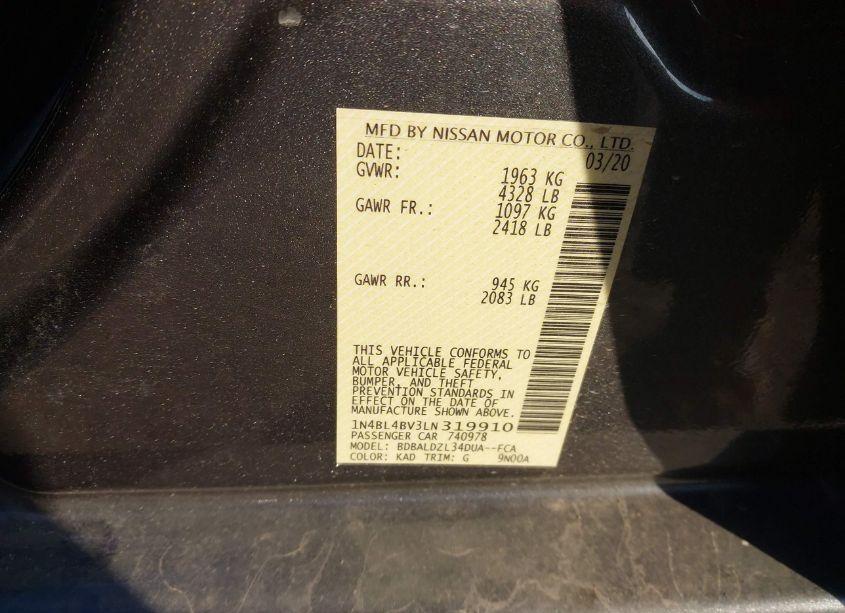 MFD BY NISSAN MOTOR CO., LTD.
DATE: 03/20
GVWR: 1963 KG
4328 LB
GAWR FR.: 1097 KG
2418 LB
GAWR RR.: 945 KG
2083 LB
THIS VEHICLE CONFORMS TO
ALL APPLICABLE FEDERAL
MOTOR VEHICLE SAFETY,
BUMPER, AND THEFT
PREVENTION STANDARDS IN
EFFECT ON THE DATE OF
MANUFACTURE SHOWN ABOVE.
1N4BL4BV3LN319910
PASSENGER CAR 740978
MODEL: BDBALDZL34DUA--FCA
COLOR: KAD TRIM: G 9N00A